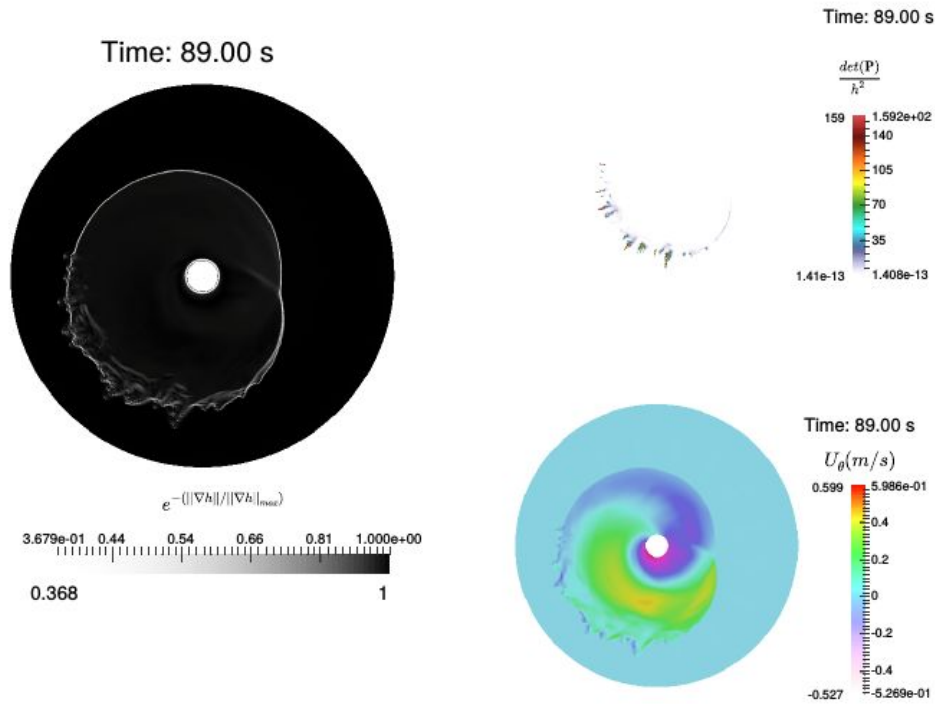 Time: 89.00 s
e^{-(||∇h||/||∇h||_{max})}
3.679e-01 0.44 0.54 0.66 0.81 1.000e+00
0.368 1
Time: 89.00 s
det(P)
h^2
159 1.592e+02
140
105
70
35
1.41e-13 1.408e-13
Time: 89.00 s
U_θ(m/s)
0.599 5.986e-01
0.4
0.2
0
-0.2
-0.4
-0.527 -5.269e-01